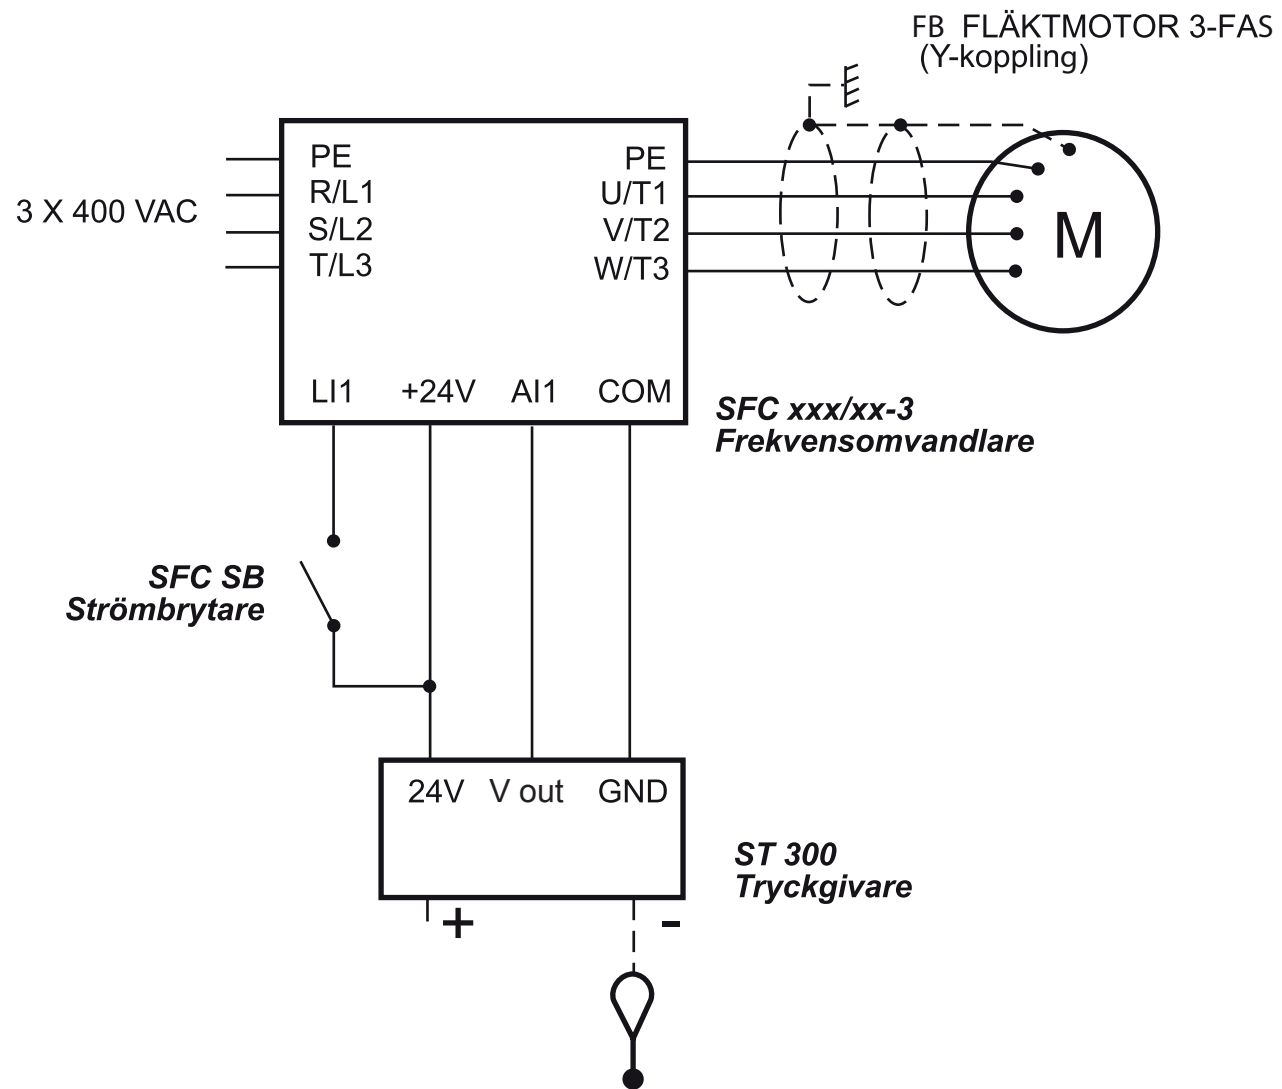 FB FLÄKTMOTOR 3-FAS
(Y-koppling)
3 X 400 VAC
PE
R/L1
S/L2
T/L3
PE
U/T1
V/T2
W/T3
M
LI1 +24V AI1 COM
SFC xxx/xx-3
Frekvensomvandlare
SFC SB
Strömbrytare
24V V out GND
ST 300
Tryckgivare
+ -